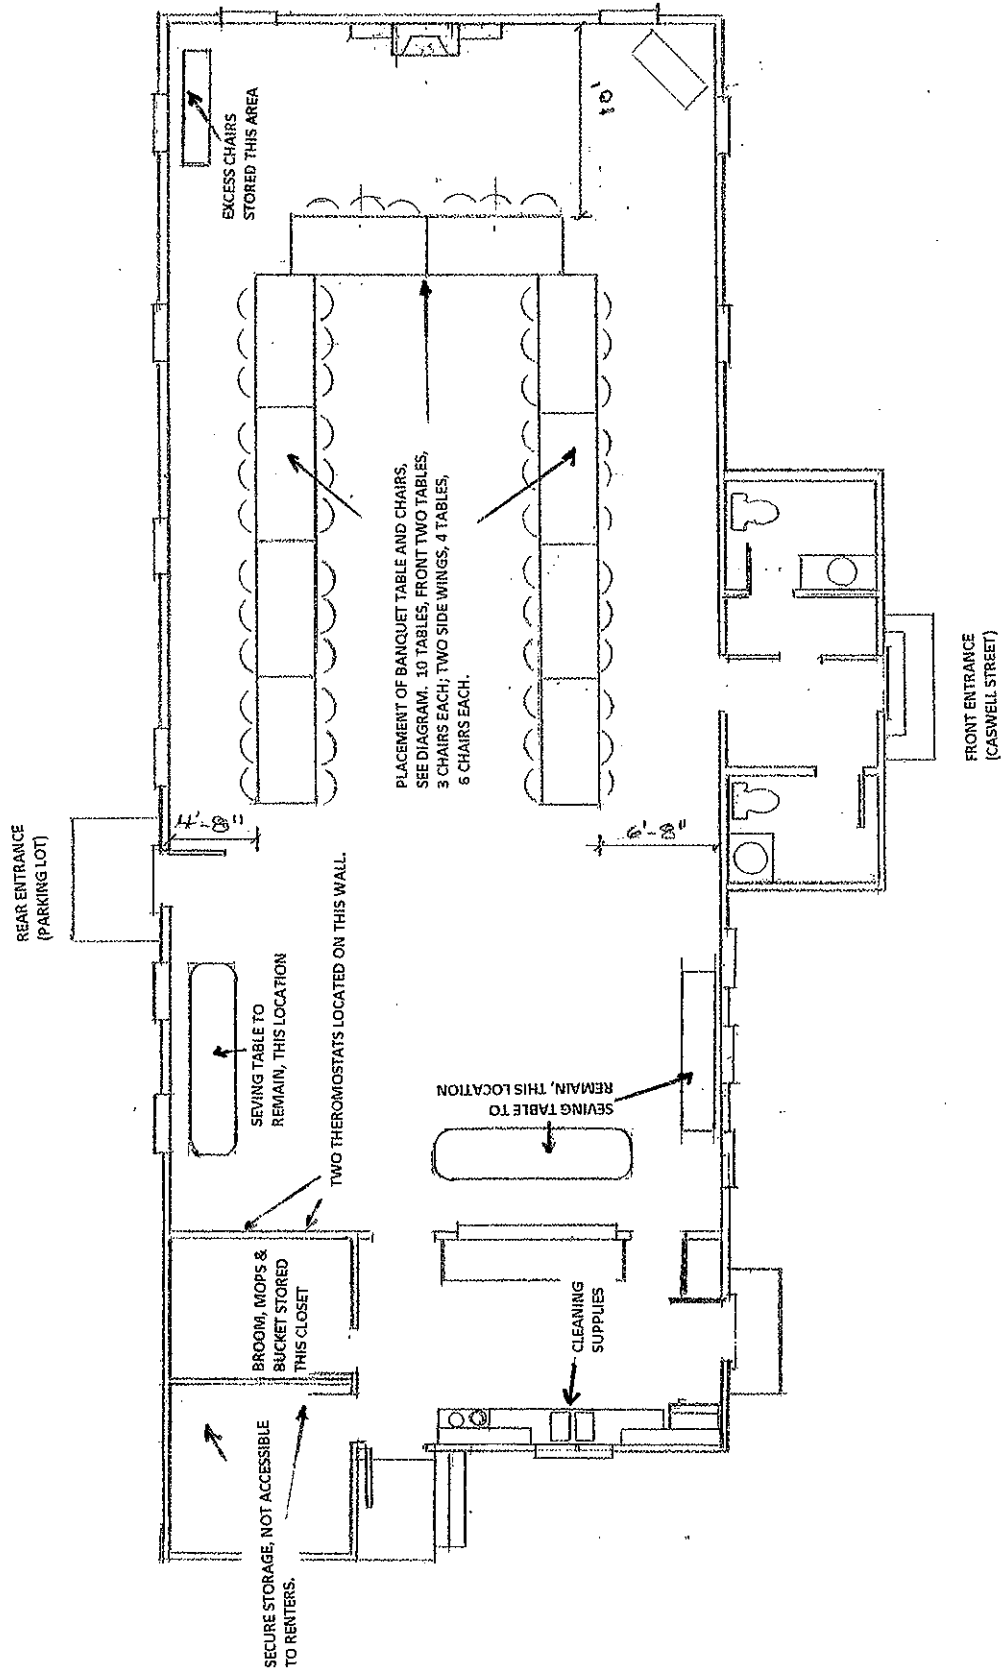 SECURE STORAGE, NOT ACCESSIBLE
TO RENTERS.
BROOM, MOPS &
BUCKET STORED
THIS CLOSET
CLEANING
SUPPLIES
TWO THEROMOSTATS LOCATED ON THIS WALL.
SEVING TABLE TO
REMAIN, THIS LOCATION
SEVING TABLE TO
REMAIN, THIS LOCATION
REAR ENTRANCE
(PARKING LOT)
4'-8"
6'-8"
PLACEMENT OF BANQUET TABLE AND CHAIRS,
SEE DIAGRAM. 10 TABLES, FRONT TWO TABLES,
3 CHAIRS EACH; TWO SIDE WINGS, 4 TABLES,
6 CHAIRS EACH.
FRONT ENTRANCE
(CASWELL STREET)
EXCESS CHAIRS
STORED THIS AREA